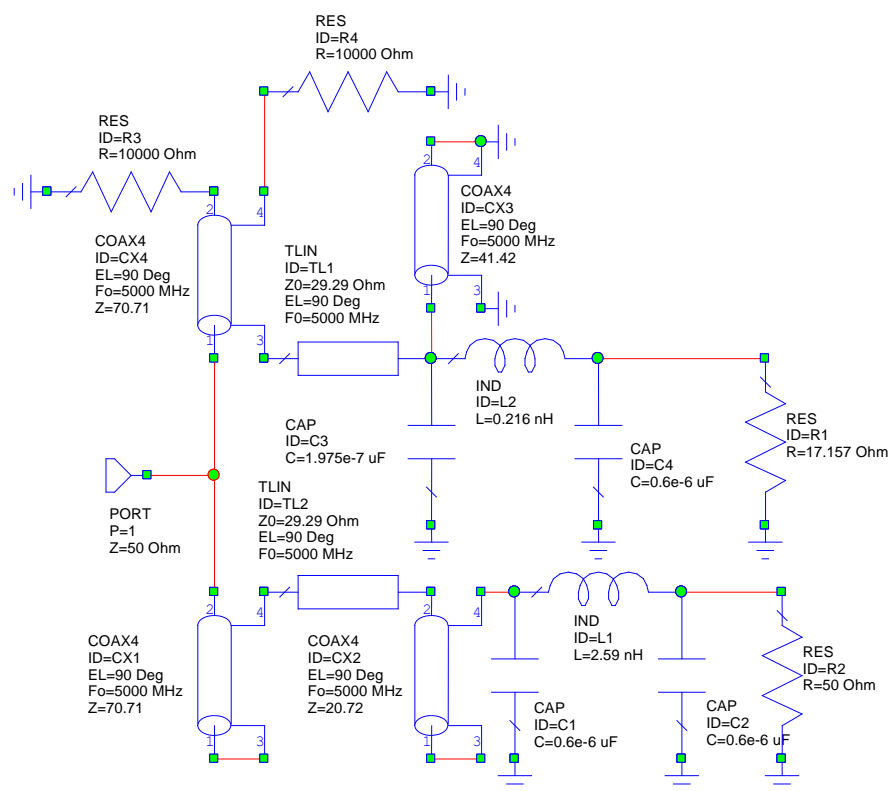 RES
ID=R4
R=10000 Ohm
RES
ID=R3
R=10000 Ohm
2
4
COAX4
ID=CX4
EL=90 Deg
Fo=5000 MHz
Z=70.71
1
3
2
4
COAX4
ID=CX3
EL=90 Deg
Fo=5000 MHz
Z=41.42
1
3
TLIN
ID=TL1
Z0=29.29 Ohm
EL=90 Deg
F0=5000 MHz
IND
ID=L2
L=0.216 nH
CAP
ID=C3
C=1.975e-7 uF
CAP
ID=C4
C=0.6e-6 uF
RES
ID=R1
R=17.157 Ohm
PORT
P=1
Z=50 Ohm
TLIN
ID=TL2
Z0=29.29 Ohm
EL=90 Deg
F0=5000 MHz
2
4
COAX4
ID=CX1
EL=90 Deg
Fo=5000 MHz
Z=70.71
1
3
2
4
COAX4
ID=CX2
EL=90 Deg
Fo=5000 MHz
Z=20.72
1
3
IND
ID=L1
L=2.59 nH
CAP
ID=C1
C=0.6e-6 uF
CAP
ID=C2
C=0.6e-6 uF
RES
ID=R2
R=50 Ohm